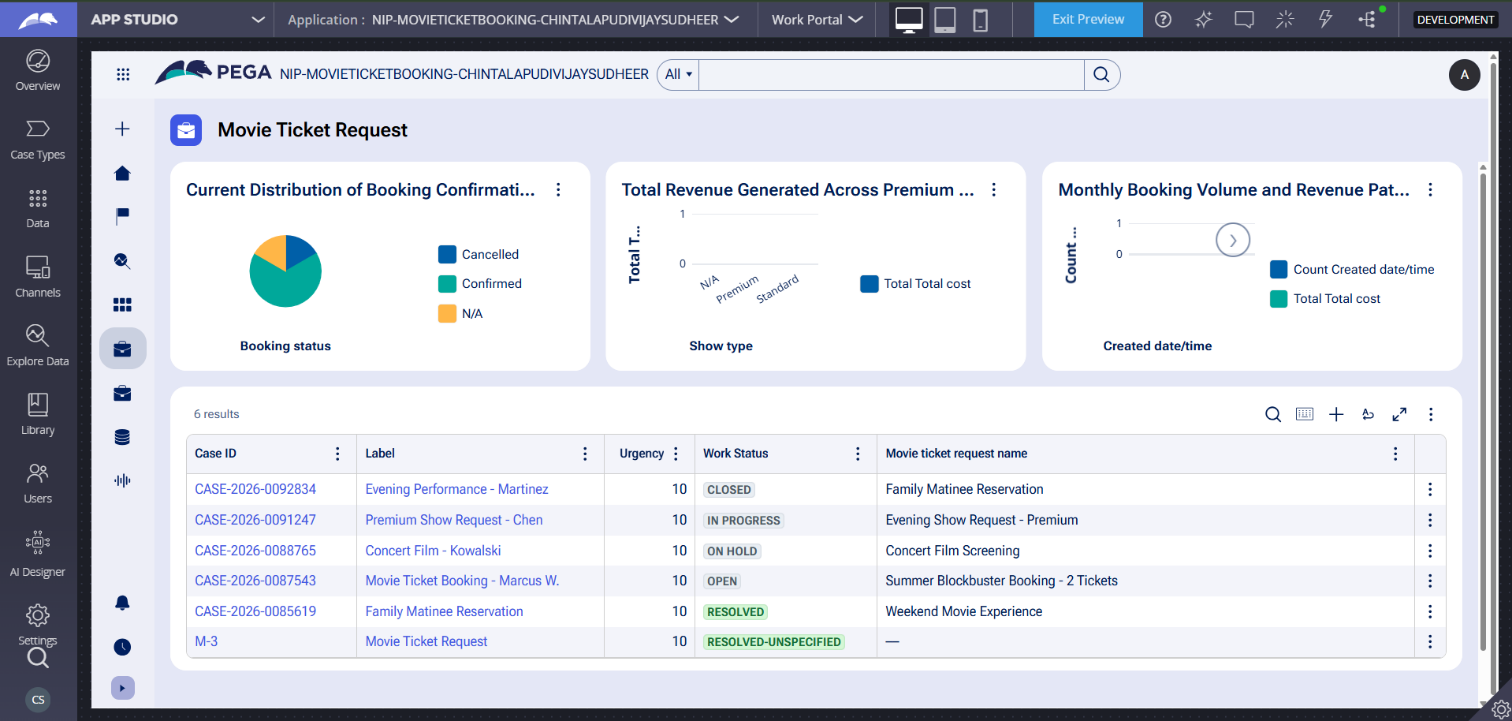 APP STUDIO
Application : NIP-MOVIETICKETBOOKING-CHINTALAPUDIVIJAYSUDHEER
Work Portal
Exit Preview
DEVELOPMENT
Overview
Case Types
Data
Channels
Explore Data
Library
Users
AI
AI Designer
Settings
CS
PEGA
NIP-MOVIETICKETBOOKING-CHINTALAPUDIVIJAYSUDHEER
All
A
Movie Ticket Request
Current Distribution of Booking Confirmati...
Cancelled
Confirmed
N/A
Booking status
Total Revenue Generated Across Premium ...
Total T...
1
0
N/A
Premium
Standard
Total Total cost
Show type
Monthly Booking Volume and Revenue Pat...
Count ...
1
0
Count Created date/time
Total Total cost
Created date/time
6 results
Case ID Label Urgency Work Status Movie ticket request name
CASE-2026-0092834 Evening Performance - Martinez 10 CLOSED Family Matinee Reservation
CASE-2026-0091247 Premium Show Request - Chen 10 IN PROGRESS Evening Show Request - Premium
CASE-2026-0088765 Concert Film - Kowalski 10 ON HOLD Concert Film Screening
CASE-2026-0087543 Movie Ticket Booking - Marcus W. 10 OPEN Summer Blockbuster Booking - 2 Tickets
CASE-2026-0085619 Family Matinee Reservation 10 RESOLVED Weekend Movie Experience
M-3 Movie Ticket Request 10 RESOLVED-UNSPECIFIED —